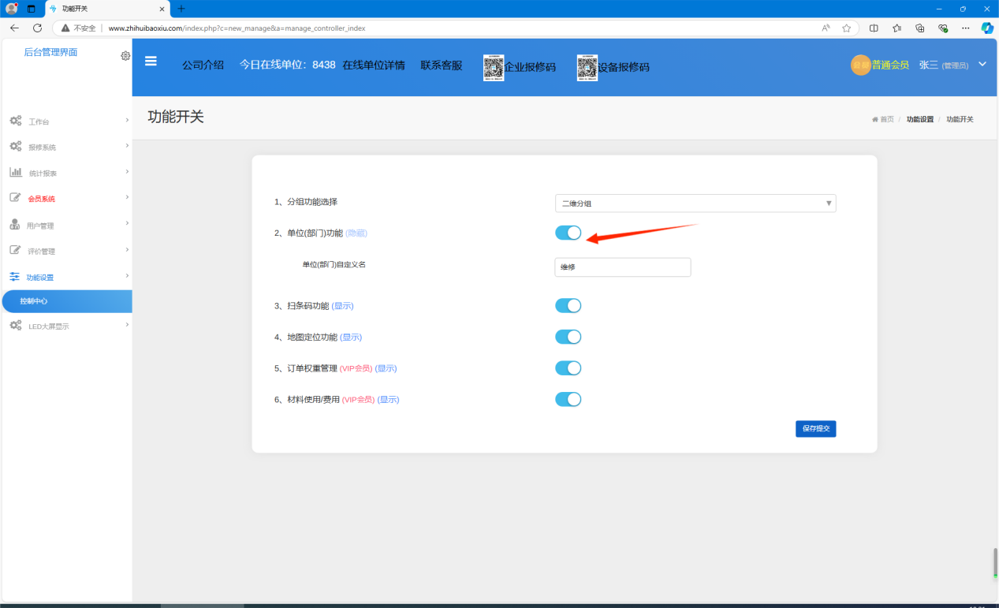 功能开关
不安全 | www.zhihuibaoxiu.com/index.php?c=new_manage&a=manage_controller_index
后台管理界面
公司介绍 今日在线单位：8438 在线单位详情 联系客服 企业报修码 设备报修码 普通会员 张三 (管理员)
功能开关
首页 / 功能设置 / 功能开关
工作台
报修系统
统计报表
会员系统
用户管理
评价管理
功能设置
控制中心
LED大屏显示
1、分组功能选择 二维分组
2、单位(部门)功能 (隐藏)
单位(部门)自定义名 维修
3、扫条码功能 (显示)
4、地图定位功能 (显示)
5、订单权重管理 (VIP会员) (显示)
6、材料使用/费用 (VIP会员) (显示)
保存提交